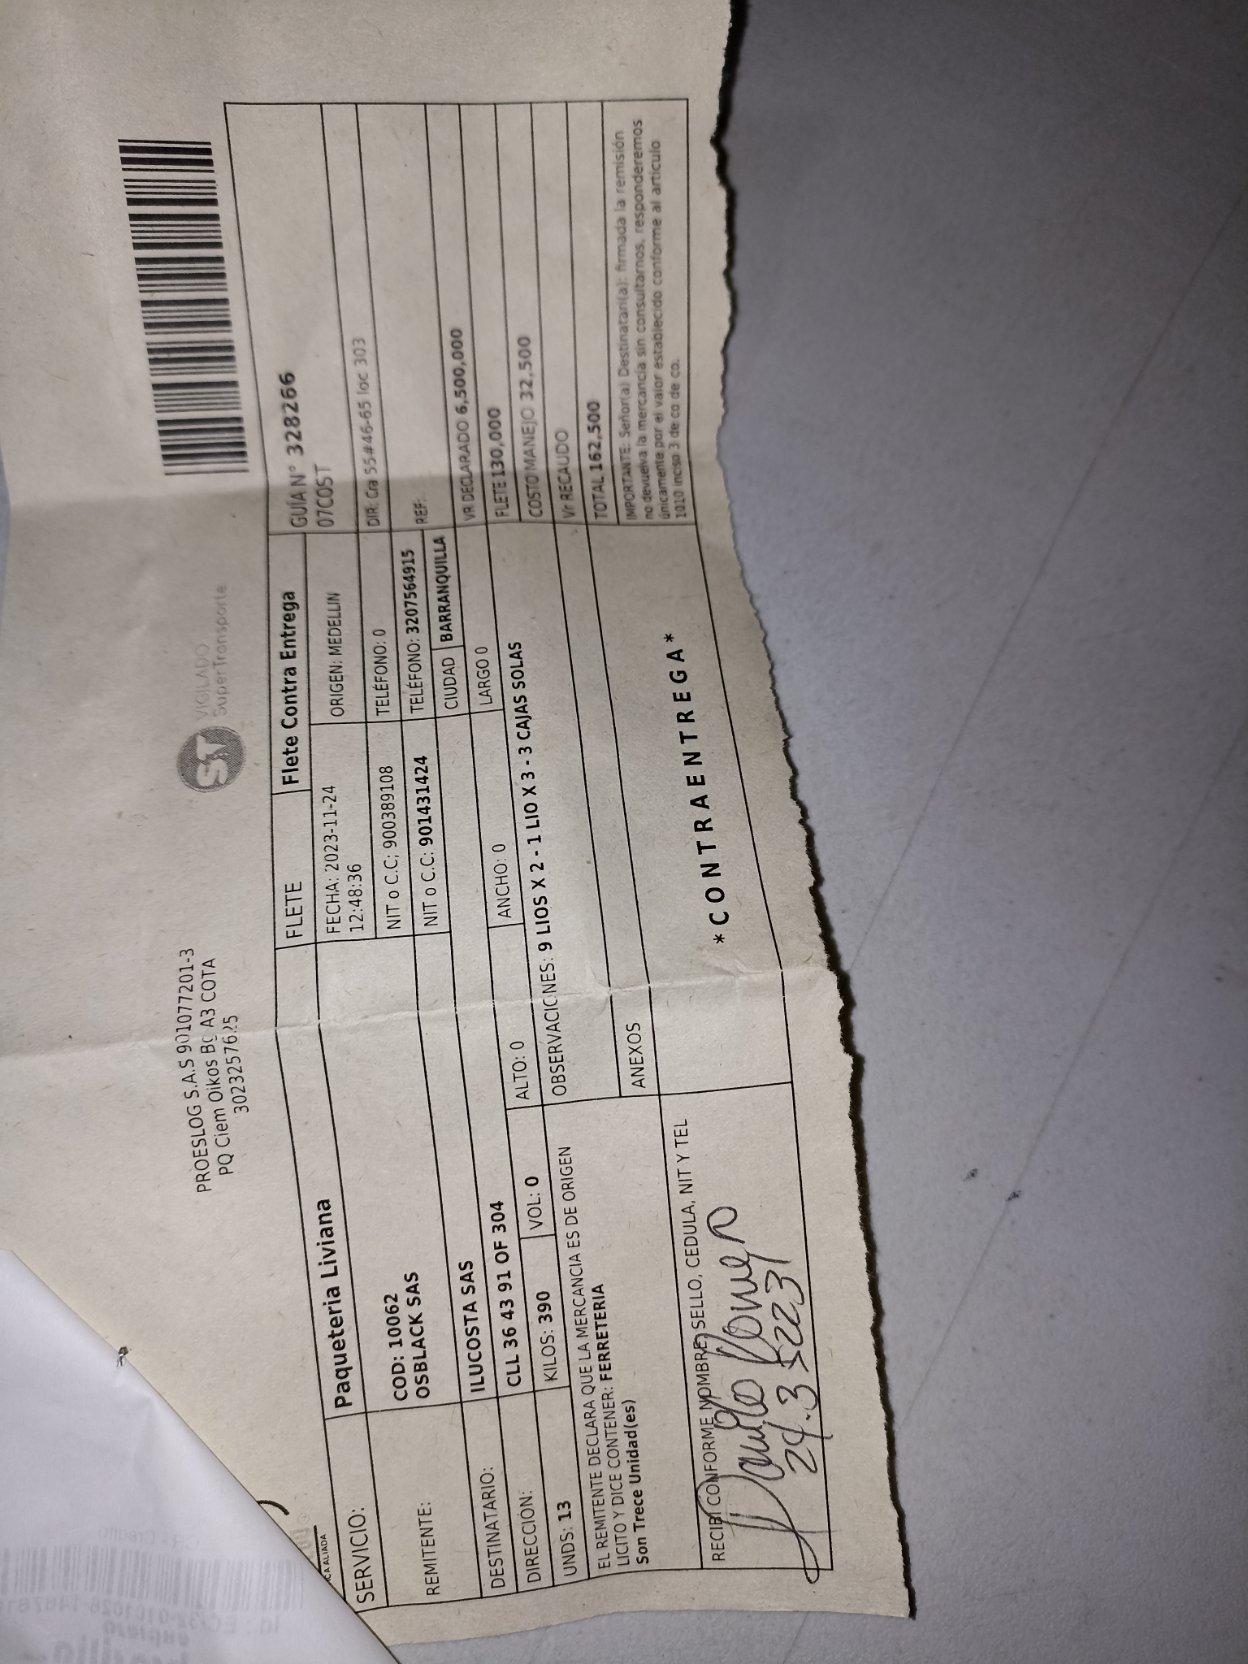 PROESLOG S.A.S 901077201-3
PQ Ciem Oikos Bg A3 COTA
ST VIGILADO
SuperTransporte
CA ALIADA
SERVICIO: Paqueteria Liviana FLETE Flete Contra Entrega GUÍA N° 328266
07COST
FECHA: 2023-11-24
12:48:36
ORIGEN: MEDELLIN
REMITENTE: COD: 10062
OSBLACK SAS
NIT o C.C: 900389108 TELÉFONO: 0 DIR: Cra 55#46-65 loc 303
DESTINATARIO: ILUCOSTA SAS NIT o C.C: 901431424 TELÉFONO: 3207564915 REF:
DIRECCIÓN: CLL 36 43 91 OF 304 CIUDAD BARRANQUILLA VR DECLARADO 6,500,000
UNDS: 13 KILOS: 390 VOL: 0 ALTO: 0 ANCHO: 0 LARGO 0 FLETE 130,000
EL REMITENTE DECLARA QUE LA MERCANCIA ES DE ORIGEN
LICITO Y DICE CONTENER: FERRETERIA
Son Trece Unidad(es)
OBSERVACIONES: 9 LIOS X 2 - 1 LIO X 3 - 3 CAJAS SOLAS
COSTO MANEJO 32,500
Vr RECAUDO
ANEXOS
TOTAL 162,500
RECIBÍ CONFORME NOMBRE, SELLO, CEDULA, NIT Y TEL
Danilo Romero
*CONTRAENTREGA*
IMPORTANTE: Señor(a) Destinatari(a): firmada la remisión
no devuelva la mercancia sin consultarnos, responderemos
únicamente por el valor establecido conforme al articulo
1010 inciso 3 de co de co.